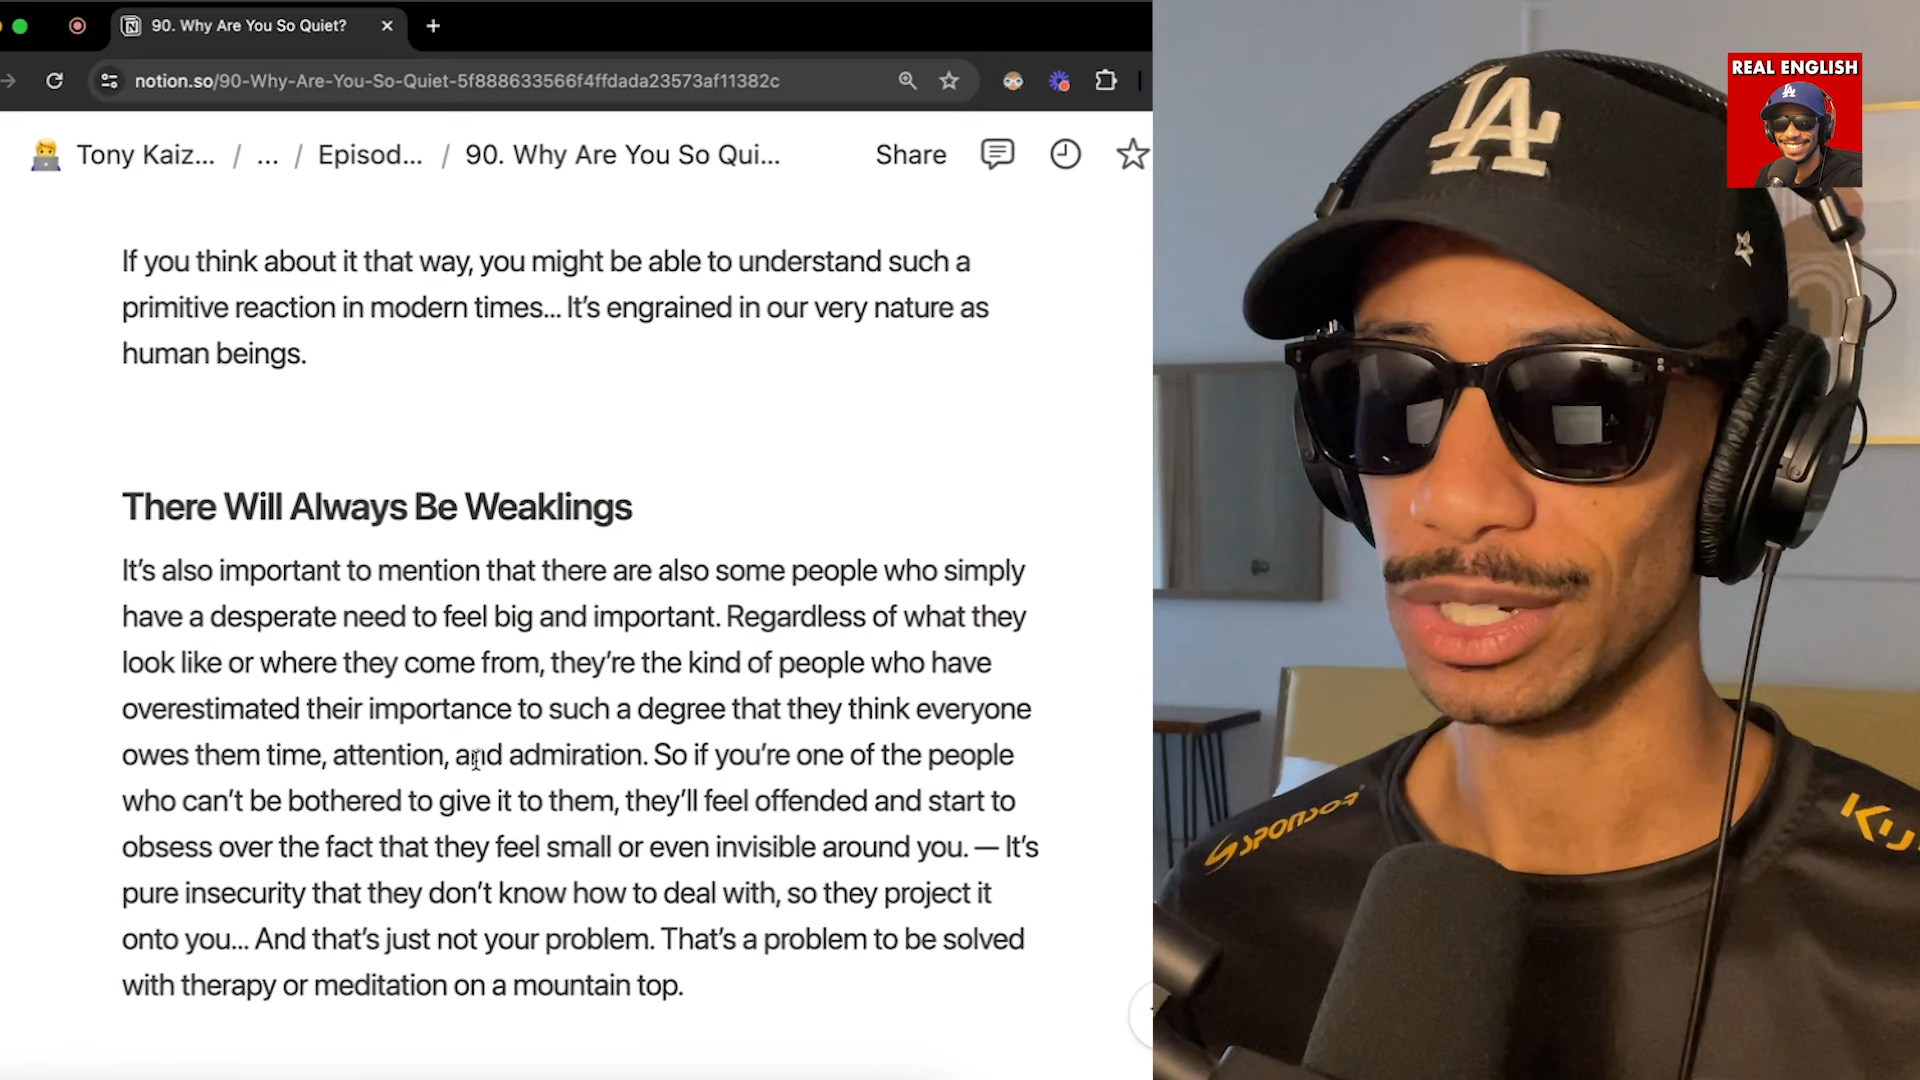 90. Why Are You So Quiet?
notion.so/90-Why-Are-You-So-Quiet-5f888633566f4ffdada23573af11382c
Tony Kaiz... / ... / Episod... / 90. Why Are You So Qui... Share
If you think about it that way, you might be able to understand such a
primitive reaction in modern times... It's engrained in our very nature as
human beings.
There Will Always Be Weaklings
It's also important to mention that there are also some people who simply
have a desperate need to feel big and important. Regardless of what they
look like or where they come from, they're the kind of people who have
overestimated their importance to such a degree that they think everyone
owes them time, attention, and admiration. So if you're one of the people
who can't be bothered to give it to them, they'll feel offended and start to
obsess over the fact that they feel small or even invisible around you. — It's
pure insecurity that they don't know how to deal with, so they project it
onto you... And that's just not your problem. That's a problem to be solved
with therapy or meditation on a mountain top.
REAL ENGLISH
LA
LA
SPONSOR